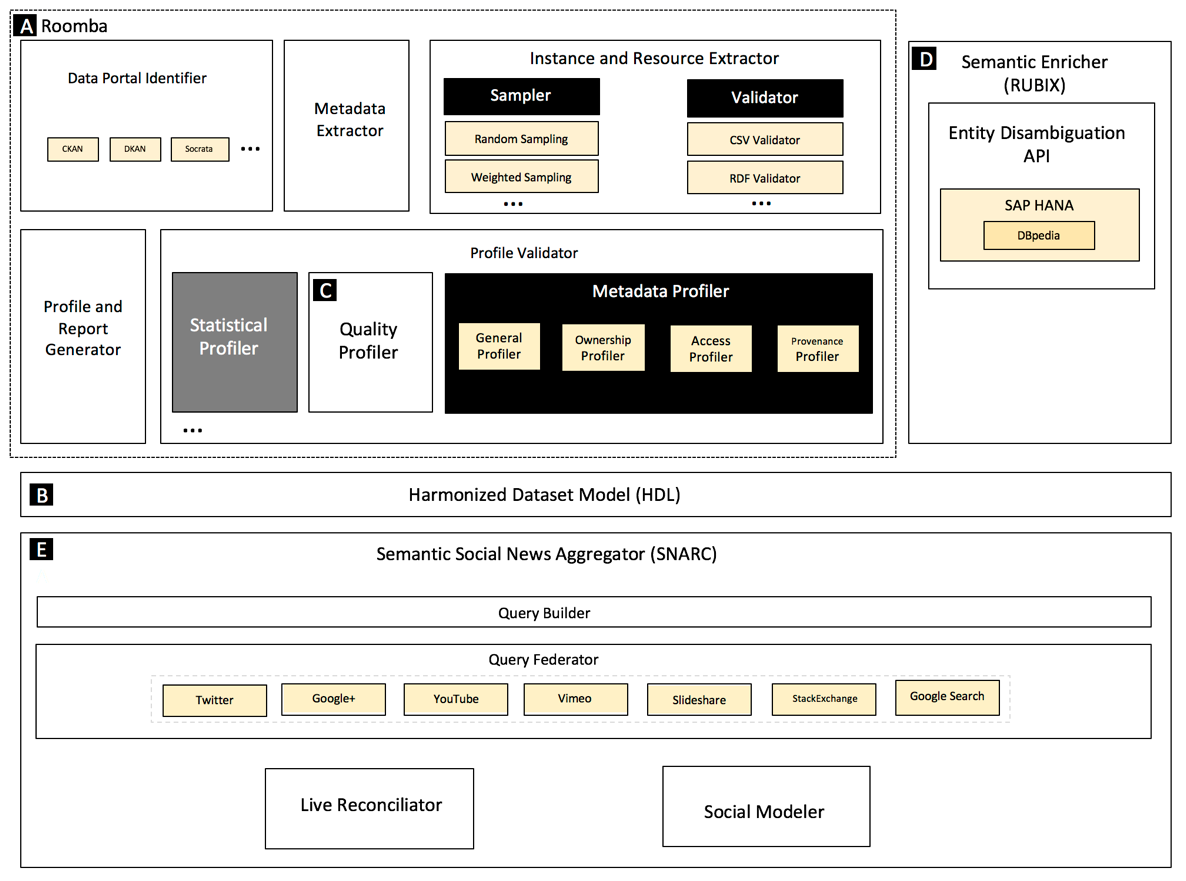 A Roomba
Data Portal Identifier
CKAN
DKAN
Socrata
...
Metadata
Extractor
Instance and Resource Extractor
Sampler
Random Sampling
Weighted Sampling
...
Validator
CSV Validator
RDF Validator
...
Profile and
Report
Generator
Profile Validator
Statistical
Profiler
...
C
Quality
Profiler
Metadata Profiler
General
Profiler
Ownership
Profiler
Access
Profiler
Provenance
Profiler
D
Semantic Enricher
(RUBIX)
Entity Disambiguation
API
SAP HANA
DBpedia
B
Harmonized Dataset Model (HDL)
E
Semantic Social News Aggregator (SNARC)
Query Builder
Query Federator
Twitter
Google+
YouTube
Vimeo
Slideshare
StackExchange
Google Search
Live Reconciliator
Social Modeler